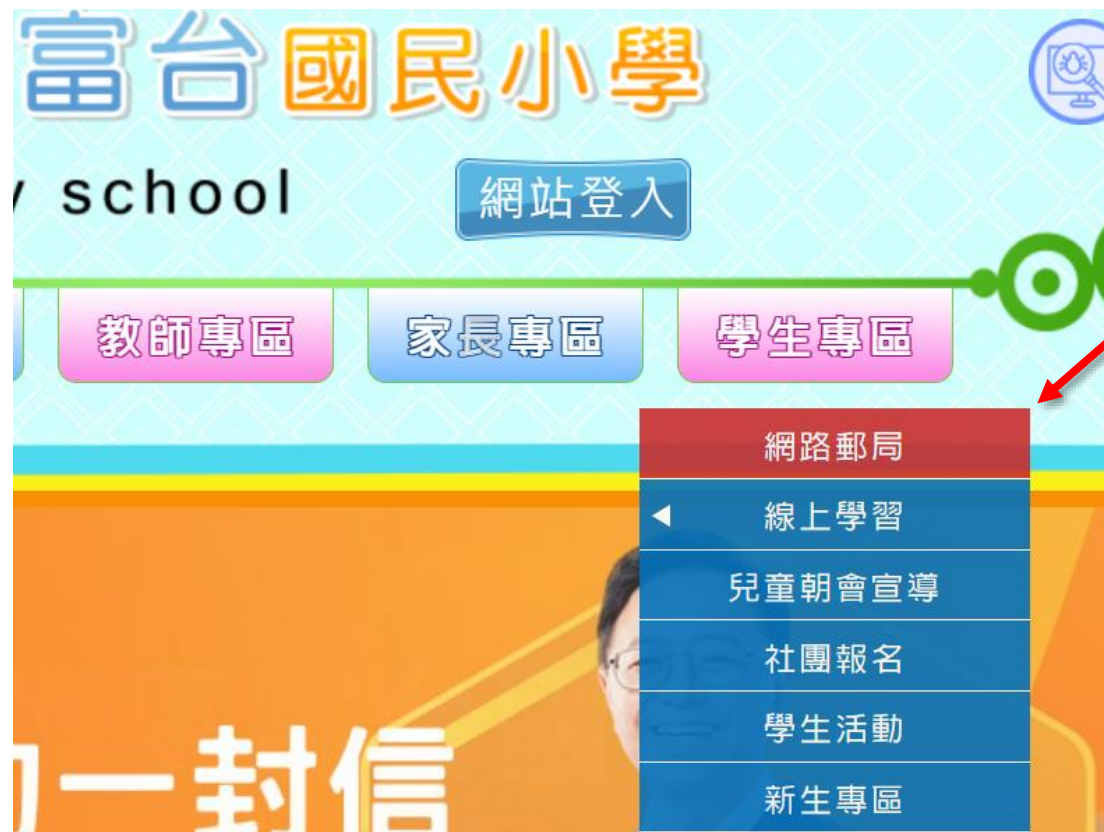 富台國民小學
school
網站登入
教師專區
家長專區
學生專區
網路郵局
線上學習
兒童朝會宣導
社團報名
學生活動
新生專區
一封信